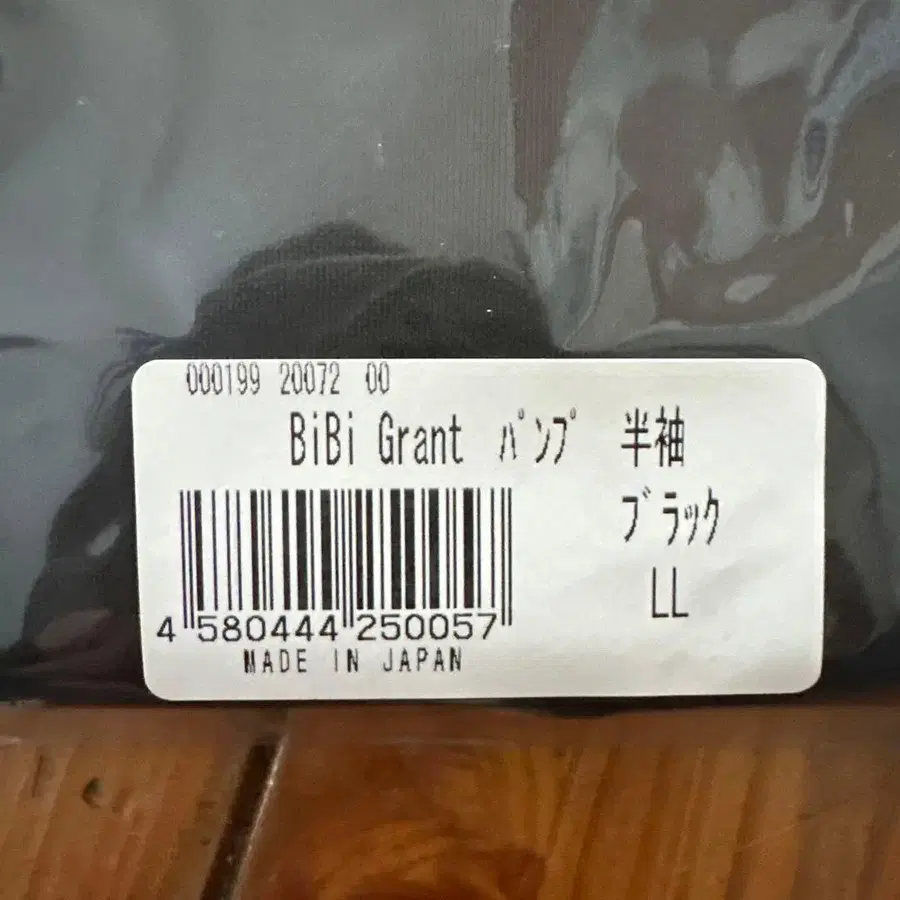 000199 20072 00
BiBi Grant ﾊﾟﾝﾌﾟ 半袖
ﾌﾞﾗｯｸ
LL
4 580444 250057
MADE IN JAPAN